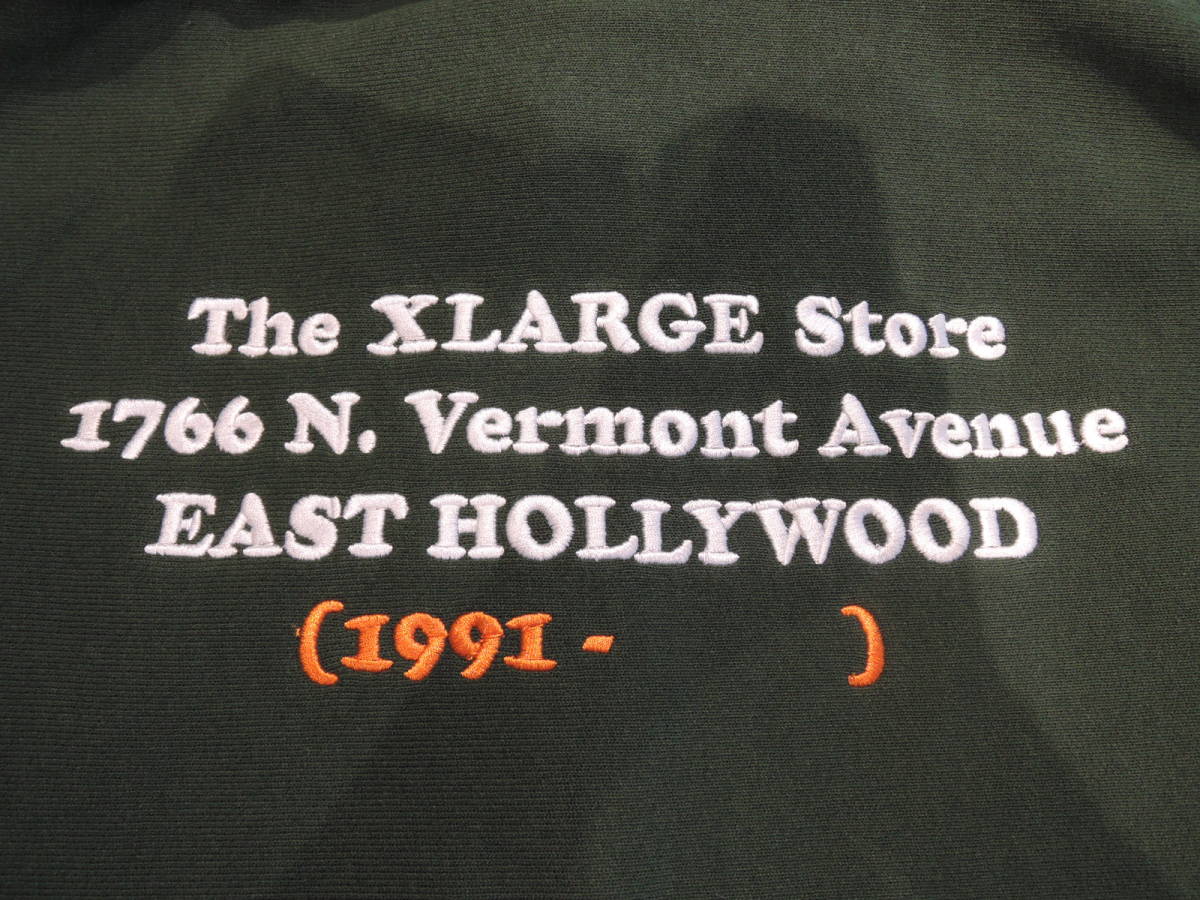 The XLARGE Store
1766 N. Vermont Avenue
EAST HOLLYWOOD
(1991 - )